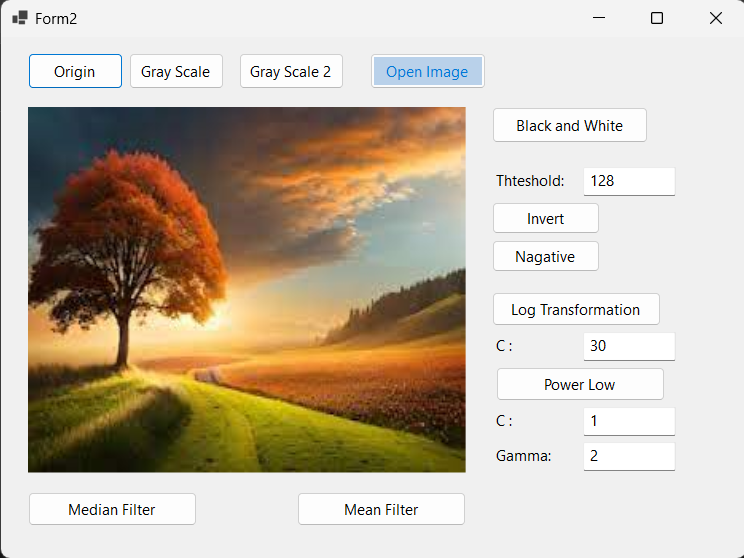 Form2
Origin Gray Scale Gray Scale 2 Open Image
Black and White
Thteshold: 128
Invert
Nagative
Log Transformation
C : 30
Power Low
C : 1
Gamma: 2
Median Filter Mean Filter